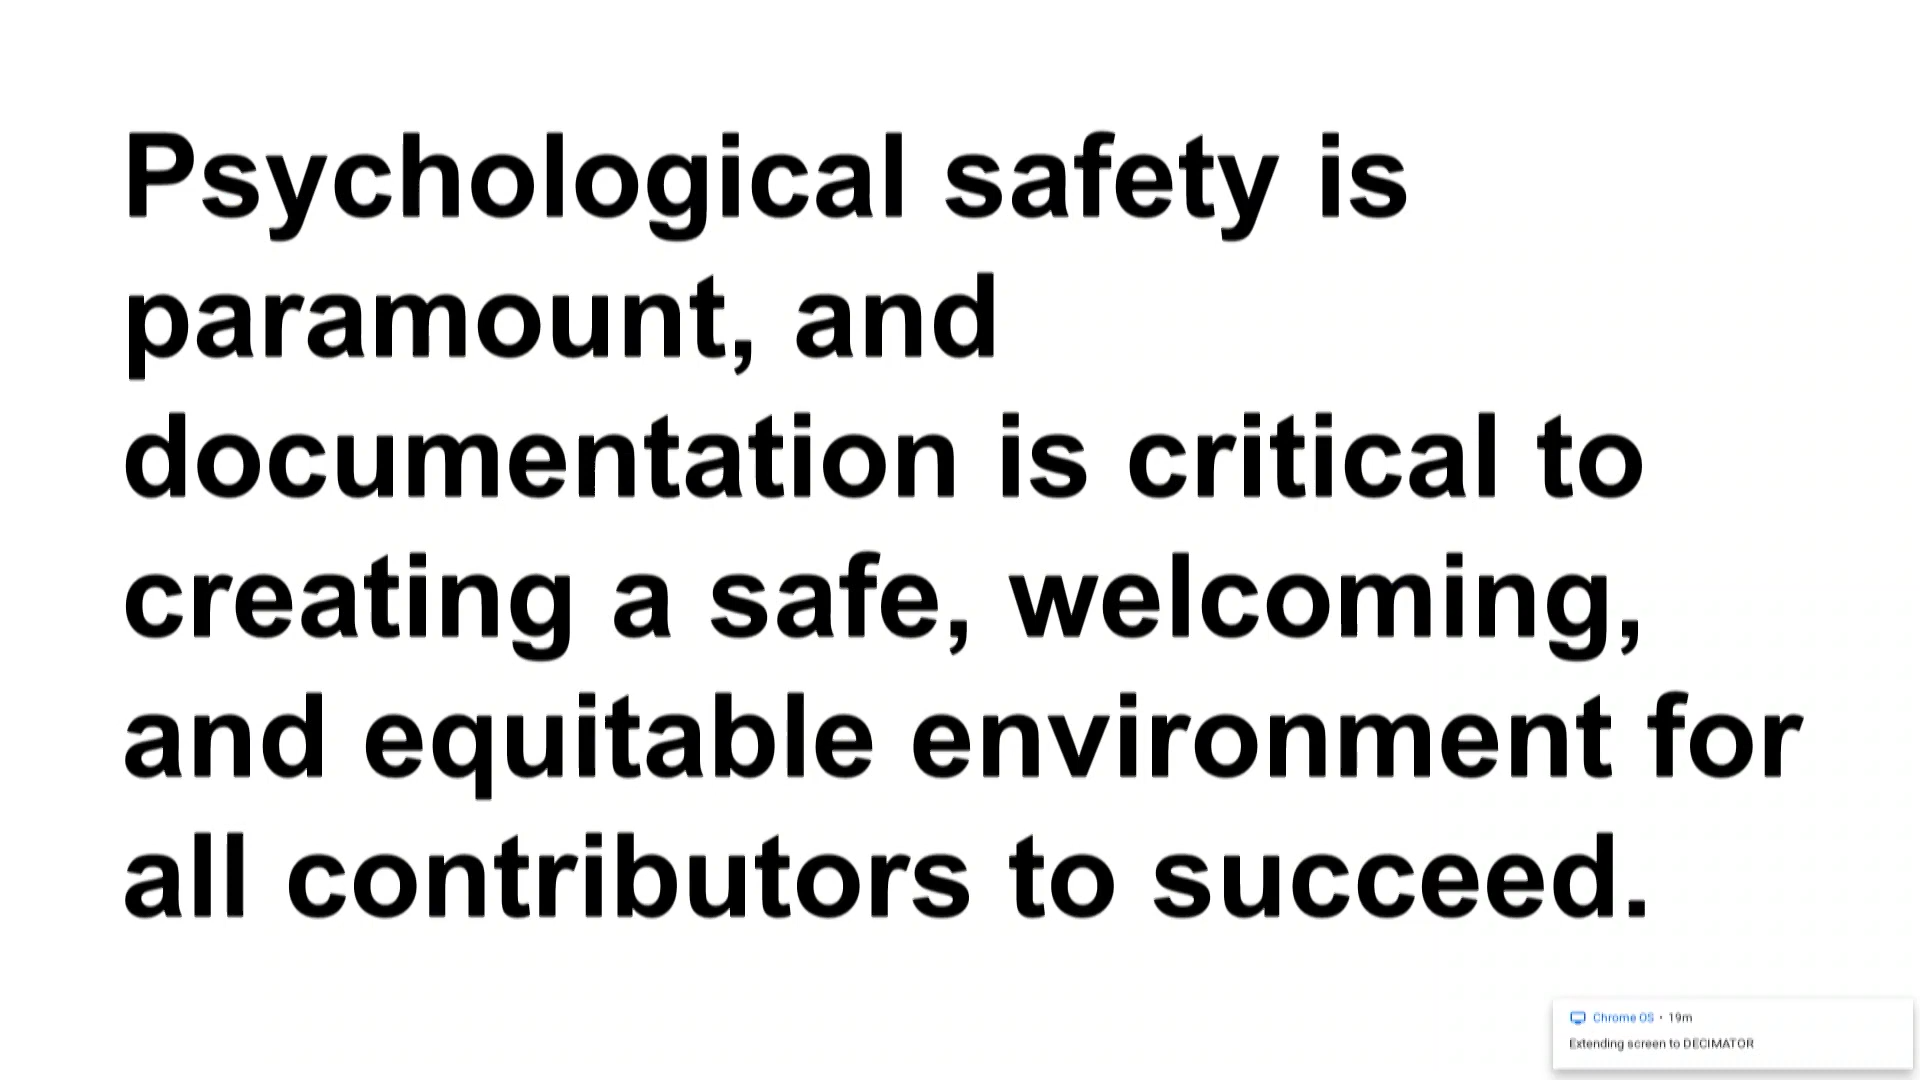 Psychological safety is
paramount, and
documentation is critical to
creating a safe, welcoming,
and equitable environment for
all contributors to succeed.
Chrome OS · 19m
Extending screen to DECIMATOR